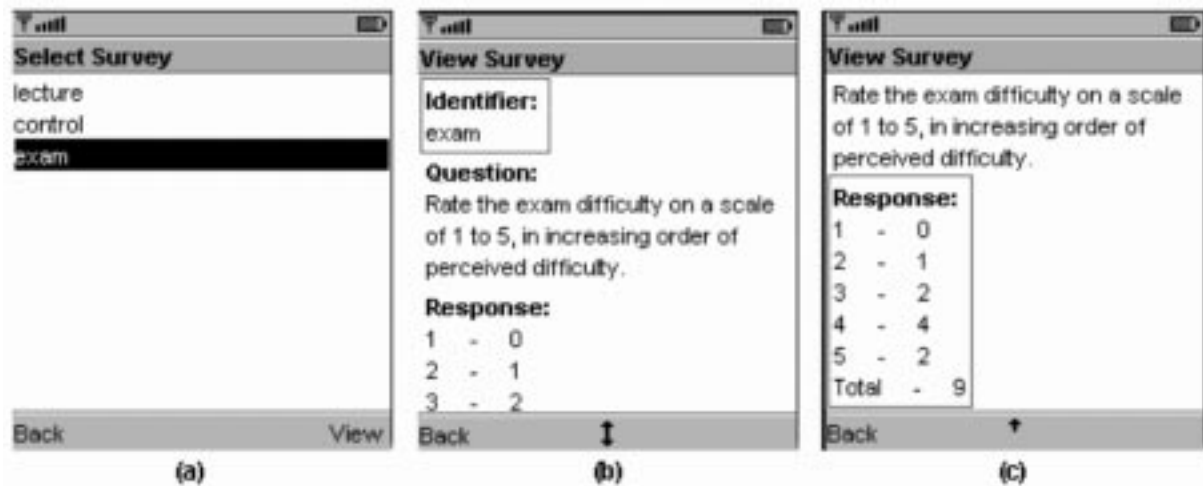 Select Survey
lecture
control
exam
Back View
(a)
View Survey
Identifier:
exam
Question:
Rate the exam difficulty on a scale
of 1 to 5, in increasing order of
perceived difficulty.
Response:
1 - 0
2 - 1
3 - 2
Back
(b)
View Survey
Rate the exam difficulty on a scale
of 1 to 5, in increasing order of
perceived difficulty.
Response:
1 - 0
2 - 1
3 - 2
4 - 4
5 - 2
Total - 9
Back
(c)